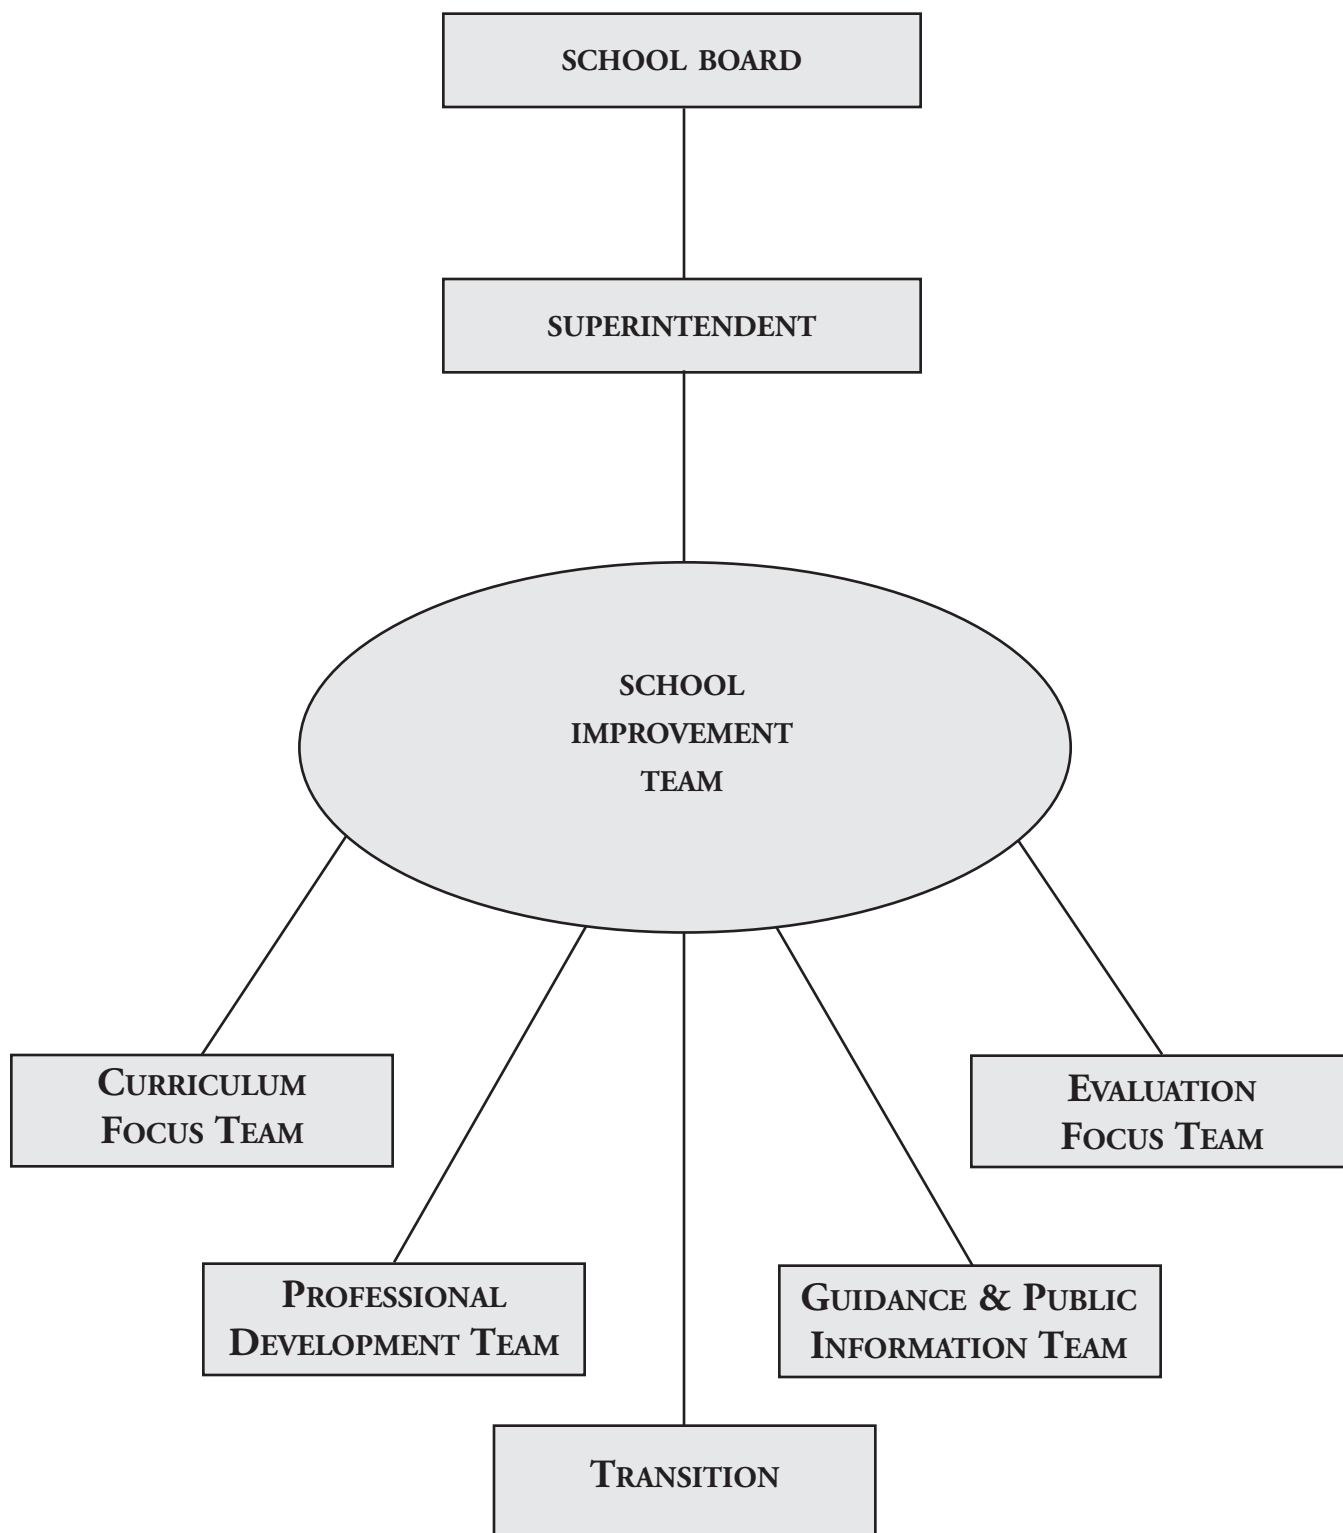 SCHOOL BOARD
SUPERINTENDENT
SCHOOL
IMPROVEMENT
TEAM
CURRICULUM
FOCUS TEAM
EVALUATION
FOCUS TEAM
PROFESSIONAL
DEVELOPMENT TEAM
GUIDANCE & PUBLIC
INFORMATION TEAM
TRANSITION